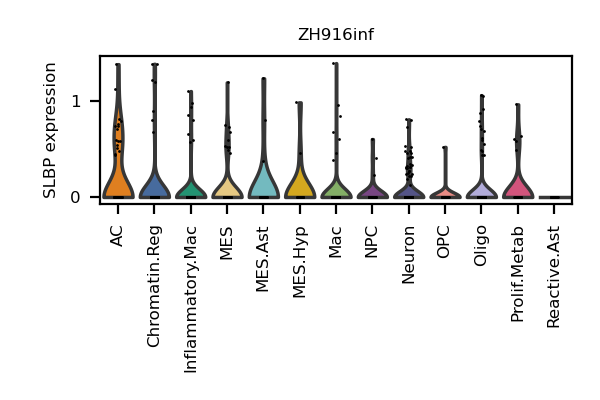 ZH916inf
SLBP expression
1
0
AC
Chromatin.Reg
Inflammatory.Mac
MES
MES.Ast
MES.Hyp
Mac
NPC
Neuron
OPC
Oligo
Prolif.Metab
Reactive.Ast